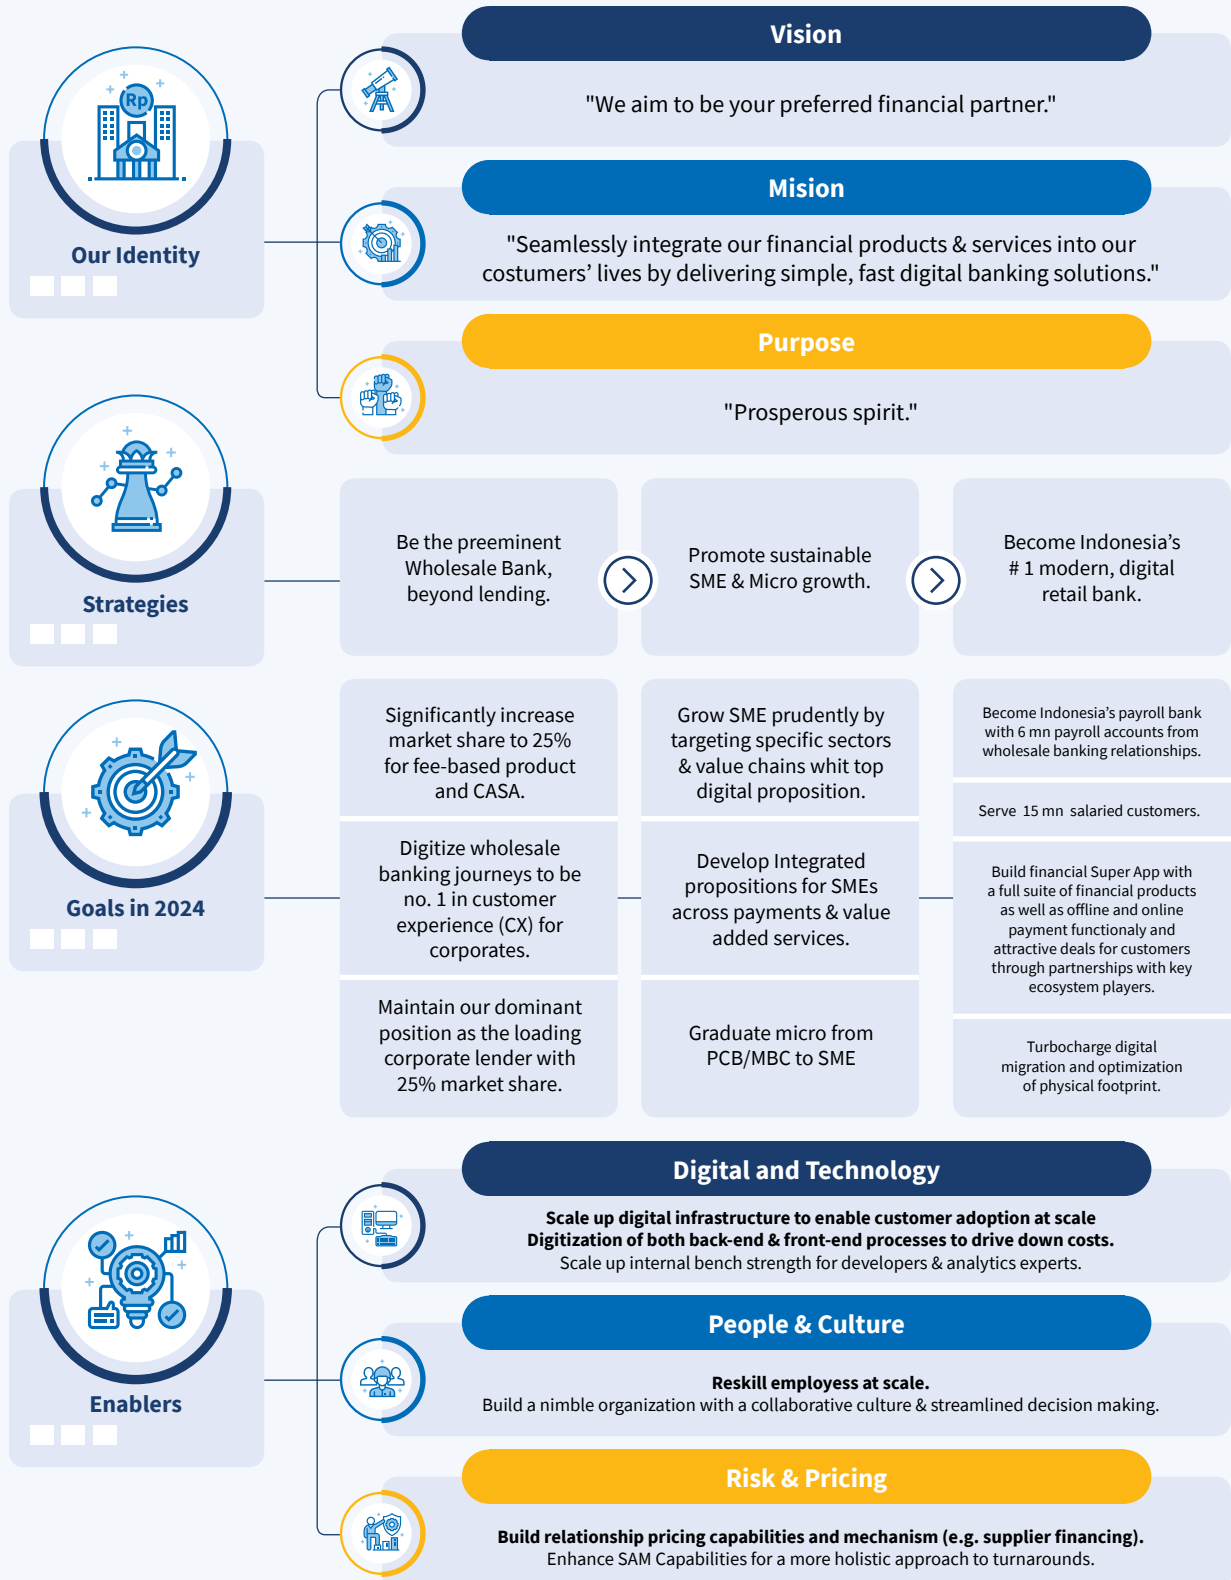 Vision
"We aim to be your preferred financial partner."
Rp
Our Identity
Mision
"Seamlessly integrate our financial products & services into our
costumers’ lives by delivering simple, fast digital banking solutions."
Purpose
"Prosperous spirit."
Strategies
Be the preeminent
Wholesale Bank,
beyond lending.
Promote sustainable
SME & Micro growth.
Become Indonesia’s
# 1 modern, digital
retail bank.
Goals in 2024
Significantly increase
market share to 25%
for fee-based product
and CASA.
Digitize wholesale
banking journeys to be
no. 1 in customer
experience (CX) for
corporates.
Maintain our dominant
position as the loading
corporate lender with
25% market share.
Grow SME prudently by
targeting specific sectors
& value chains whit top
digital proposition.
Develop Integrated
propositions for SMEs
across payments & value
added services.
Graduate micro from
PCB/MBC to SME
Become Indonesia’s payroll bank
with 6 mn payroll accounts from
wholesale banking relationships.
Serve 15 mn salaried customers.
Build financial Super App with
a full suite of financial products
as well as offline and online
payment functionaly and
attractive deals for customers
through partnerships with key
ecosystem players.
Turbocharge digital
migration and optimization
of physical footprint.
Enablers
Digital and Technology
Scale up digital infrastructure to enable customer adoption at scale
Digitization of both back-end & front-end processes to drive down costs.
Scale up internal bench strength for developers & analytics experts.
People & Culture
Reskill employess at scale.
Build a nimble organization with a collaborative culture & streamlined decision making.
Risk & Pricing
Build relationship pricing capabilities and mechanism (e.g. supplier financing).
Enhance SAM Capabilities for a more holistic approach to turnarounds.